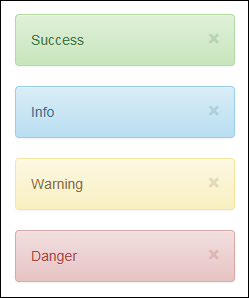 Success ×
Info ×
Warning ×
Danger ×